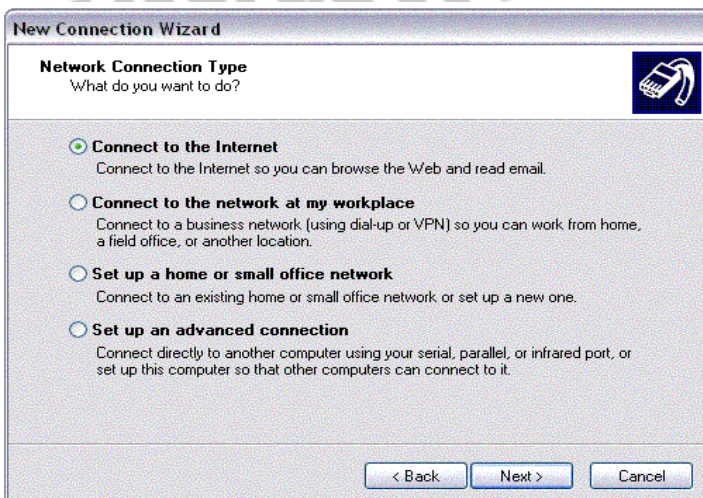 New Connection Wizard
Network Connection Type
What do you want to do?
Connect to the Internet
Connect to the Internet so you can browse the Web and read email.
Connect to the network at my workplace
Connect to a business network (using dial-up or VPN) so you can work from home,
a field office, or another location.
Set up a home or small office network
Connect to an existing home or small office network or set up a new one.
Set up an advanced connection
Connect directly to another computer using your serial, parallel, or infrared port, or
set up this computer so that other computers can connect to it.
< Back
Next >
Cancel